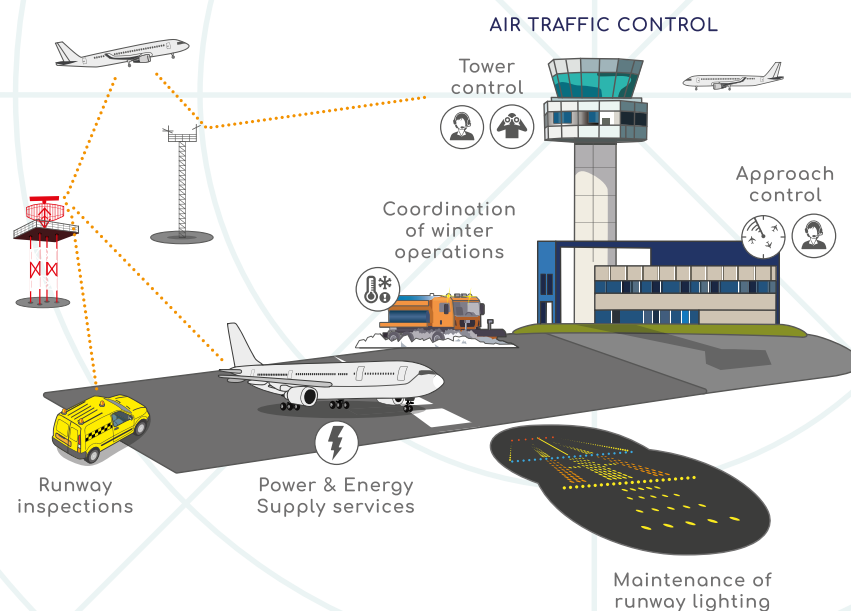 AIR TRAFFIC CONTROL
Tower
control
Approach
control
Coordination
of winter
operations
Runway
inspections
Power & Energy
Supply services
Maintenance of
runway lighting